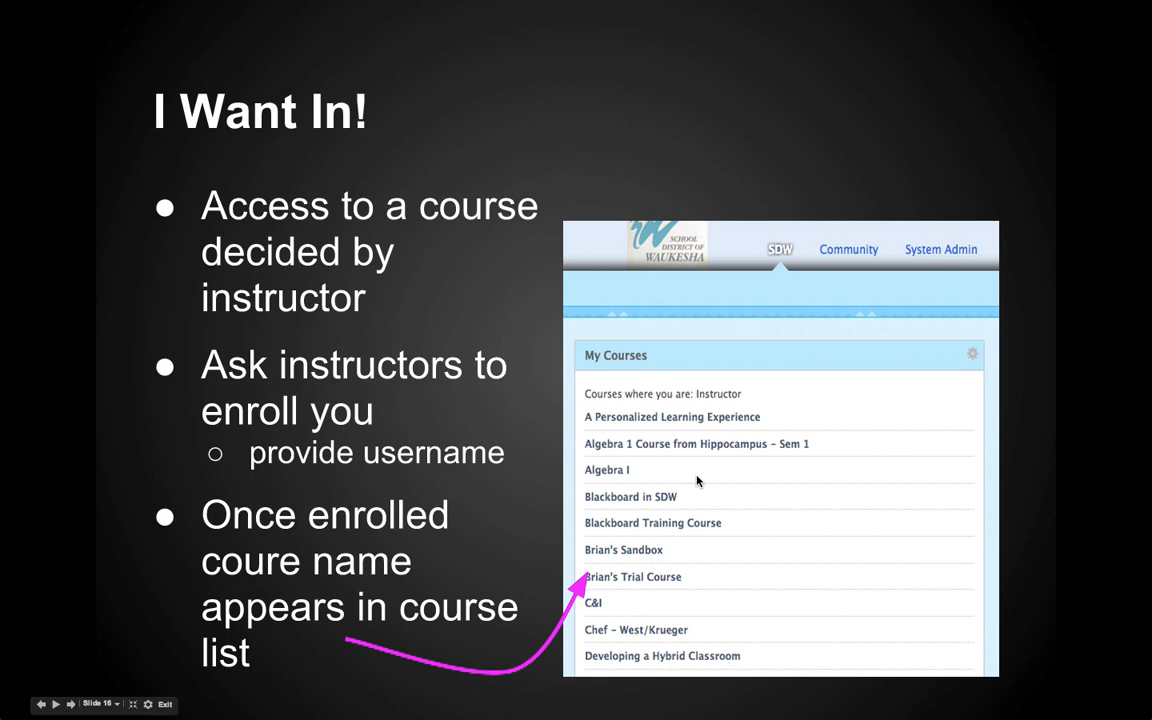 I Want In!
● Access to a course
decided by
instructor
● Ask instructors to
enroll you
○ provide username
● Once enrolled
coure name
appears in course
list
SCHOOL
DISTRICT OF
WAUKESHA
SDW Community System Admin
My Courses
Courses where you are: Instructor
A Personalized Learning Experience
Algebra 1 Course from Hippocampus – Sem 1
Algebra I
Blackboard in SDW
Blackboard Training Course
Brian's Sandbox
Brian's Trial Course
C&I
Chef – West/Krueger
Developing a Hybrid Classroom
Slide 16 Exit